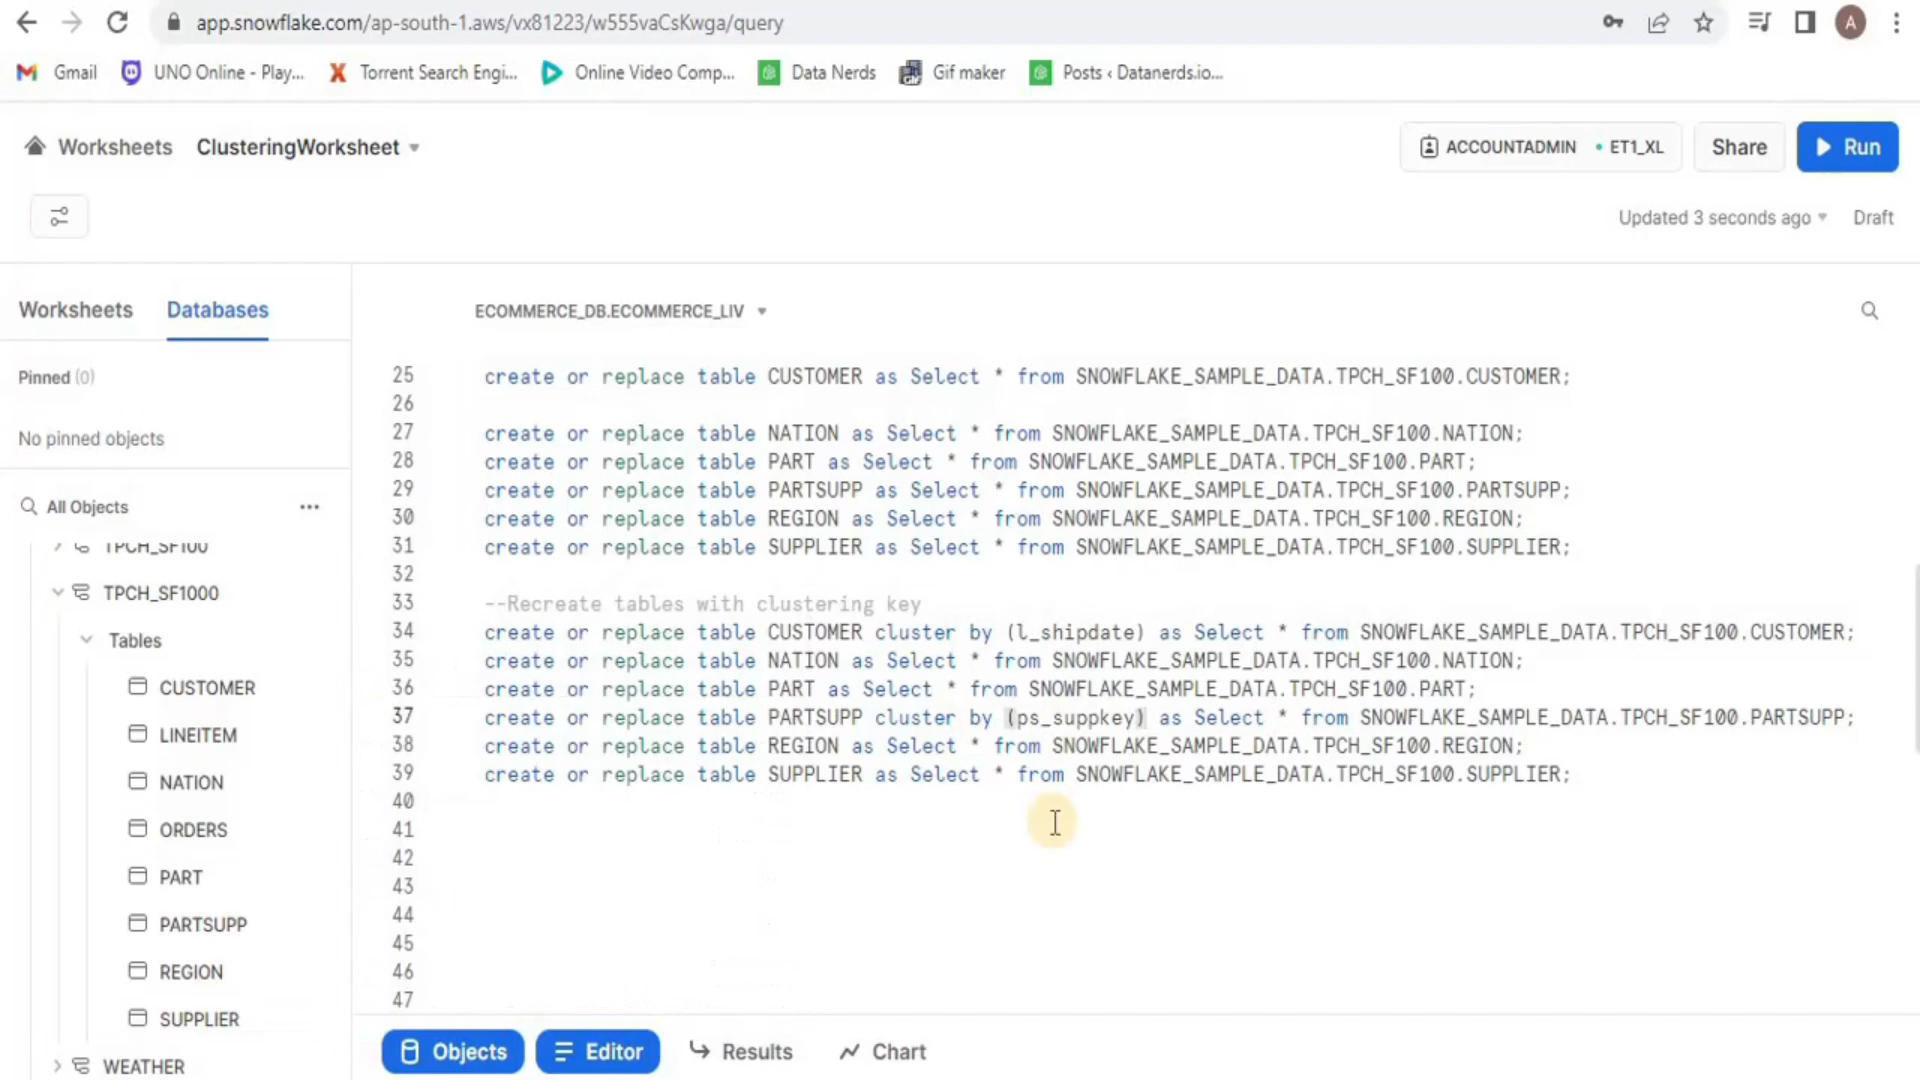 app.snowflake.com/ap-south-1.aws/vx81223/w555vaCsKwga/query
A
Gmail
UNO Online - Play...
Torrent Search Engi...
Online Video Comp...
Data Nerds
Gif maker
Posts ‹ Datanerds.io...
Worksheets
ClusteringWorksheet
ACCOUNTADMIN
ET1_XL
Share
Run
Updated 3 seconds ago
Draft
Worksheets
Databases
ECOMMERCE_DB.ECOMMERCE_LIV
Pinned (0)
No pinned objects
All Objects
...
TPCH_SF100
TPCH_SF1000
Tables
CUSTOMER
LINEITEM
NATION
ORDERS
PART
PARTSUPP
REGION
SUPPLIER
WEATHER
25 create or replace table CUSTOMER as Select * from SNOWFLAKE_SAMPLE_DATA.TPCH_SF100.CUSTOMER;
26
27 create or replace table NATION as Select * from SNOWFLAKE_SAMPLE_DATA.TPCH_SF100.NATION;
28 create or replace table PART as Select * from SNOWFLAKE_SAMPLE_DATA.TPCH_SF100.PART;
29 create or replace table PARTSUPP as Select * from SNOWFLAKE_SAMPLE_DATA.TPCH_SF100.PARTSUPP;
30 create or replace table REGION as Select * from SNOWFLAKE_SAMPLE_DATA.TPCH_SF100.REGION;
31 create or replace table SUPPLIER as Select * from SNOWFLAKE_SAMPLE_DATA.TPCH_SF100.SUPPLIER;
32
33 --Recreate tables with clustering key
34 create or replace table CUSTOMER cluster by (l_shipdate) as Select * from SNOWFLAKE_SAMPLE_DATA.TPCH_SF100.CUSTOMER;
35 create or replace table NATION as Select * from SNOWFLAKE_SAMPLE_DATA.TPCH_SF100.NATION;
36 create or replace table PART as Select * from SNOWFLAKE_SAMPLE_DATA.TPCH_SF100.PART;
37 create or replace table PARTSUPP cluster by (ps_suppkey) as Select * from SNOWFLAKE_SAMPLE_DATA.TPCH_SF100.PARTSUPP;
38 create or replace table REGION as Select * from SNOWFLAKE_SAMPLE_DATA.TPCH_SF100.REGION;
39 create or replace table SUPPLIER as Select * from SNOWFLAKE_SAMPLE_DATA.TPCH_SF100.SUPPLIER;
40
41
42
43
44
45
46
47
Objects
Editor
Results
Chart